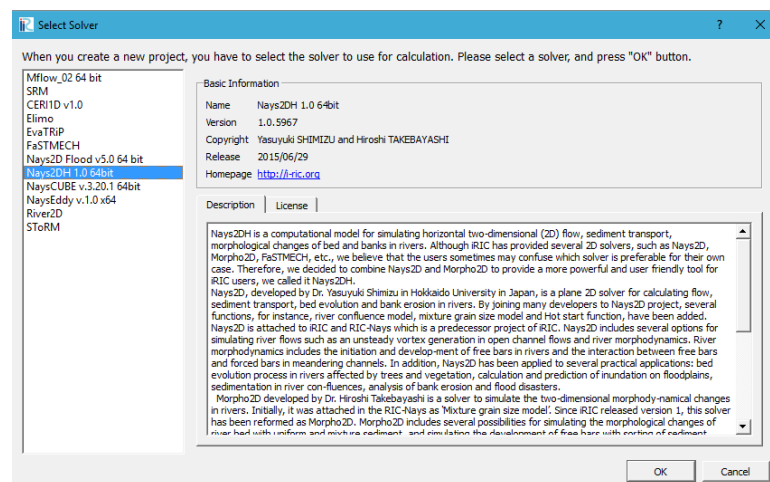 Select Solver
?
When you create a new project, you have to select the solver to use for calculation. Please select a solver, and press "OK" button.
Mflow_02 64 bit
SRM
CERI1D v1.0
Elimo
EvaTRiP
FaSTMECH
Nays2D Flood v5.0 64 bit
Nays2DH 1.0 64bit
NaysCUBE v.3.20.1 64bit
NaysEddy v.1.0 x64
River2D
SToRM
Basic Information
Name Nays2DH 1.0 64bit
Version 1.0.5967
Copyright Yasuyuki SHIMIZU and Hiroshi TAKEBAYASHI
Release 2015/06/29
Homepage http://i-ric.org
Description License
Nays2DH is a computational model for simulating horizontal two-dimensional (2D) flow, sediment transport,
morphological changes of bed and banks in rivers. Although iRIC has provided several 2D solvers, such as Nays2D,
Morpho2D, FaSTMECH, etc., we believe that the users sometimes may confuse which solver is preferable for their own
case. Therefore, we decided to combine Nays2D and Morpho2D to provide a more powerful and user friendly tool for
iRIC users, we called it Nays2DH.
Nays2D, developed by Dr. Yasuyuki Shimizu in Hokkaido University in Japan, is a plane 2D solver for calculating flow,
sediment transport, bed evolution and bank erosion in rivers. By joining many developers to Nays2D project, several
functions, for instance, river confluence model, mixture grain size model and Hot start function, have been added.
Nays2D is attached to iRIC and RIC-Nays which is a predecessor project of iRIC. Nays2D includes several options for
simulating river flows such as an unsteady vortex generation in open channel flows and river morphodynamics. River
morphodynamics includes the initiation and develop-ment of free bars in rivers and the interaction between free bars
and forced bars in meandering channels. In addition, Nays2D has been applied to several practical applications: bed
evolution process in rivers affected by trees and vegetation, calculation and prediction of inundation on floodplains,
sedimentation in river con-fluences, analysis of bank erosion and flood disasters.
Morpho2D developed by Dr. Hiroshi Takebayashi is a solver to simulate the two-dimensional morphody-namical changes
in rivers. Initially, it was attached in the RIC-Nays as 'Mixture grain size model'. Since iRIC released version 1, this solver
has been reformed as Morpho2D. Morpho2D includes several possibilities for simulating the morphological changes of
river bed with uniform and mixture sediment, and simulating the development of free bars with sorting of sediment
OK Cancel